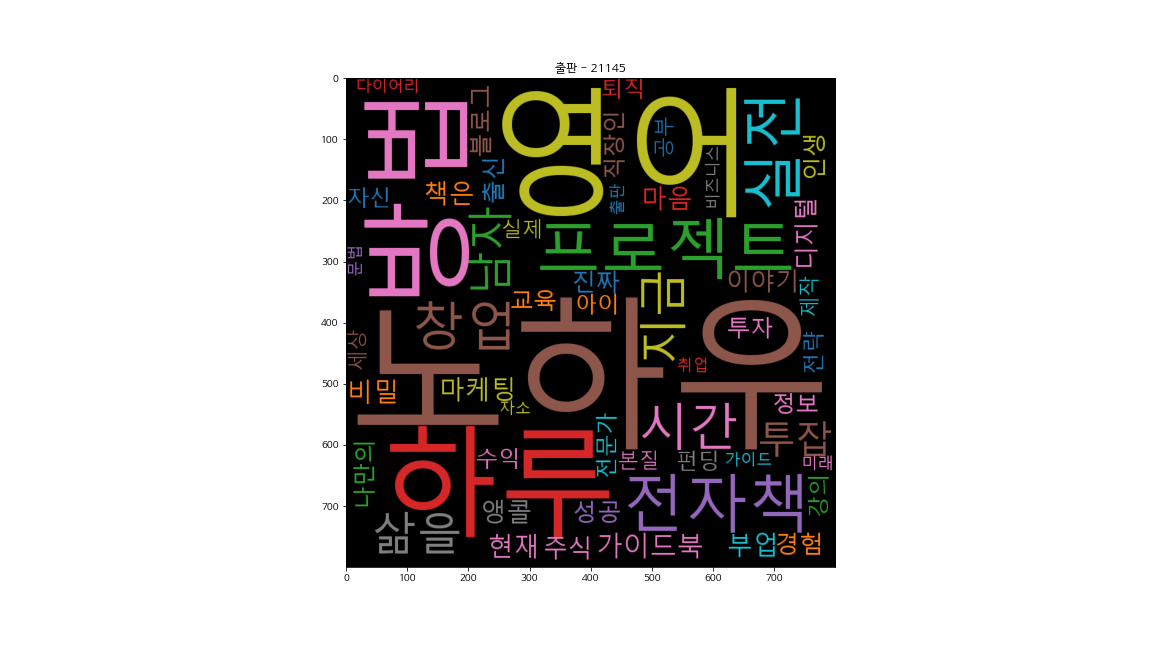 출판 - 21145
0
100
200
300
400
500
600
700
0
100
200
300
400
500
600
700
다이어리
퇴직
방법
블로그
직장인
공부
비즈니스
실전
인생
출신
자신
책은
출판
마음
남자
실제
프로젝트
디지털
문법
진짜
이야기
교육
아이
지금
제작
창업
투자
전략
세상
노하우
취업
비밀
마케팅
자소
정보
시간
투잡
하루
전문가
나만의
수익
본질
펀딩
가이드
미래
전자책
강의
앵콜
성공
삶을
현재
주식
가이드북
부업
경험